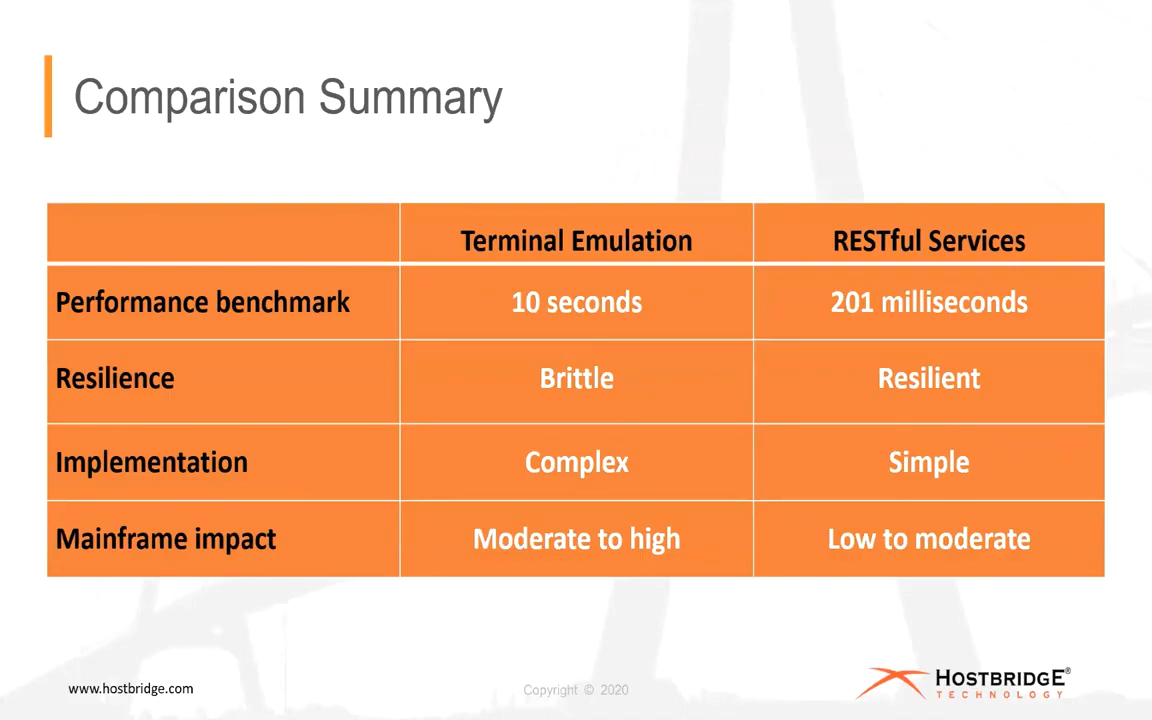 Comparison Summary
Terminal Emulation RESTful Services
Performance benchmark 10 seconds 201 milliseconds
Resilience Brittle Resilient
Implementation Complex Simple
Mainframe impact Moderate to high Low to moderate
www.hostbridge.com Copyright © 2020 HOSTBRIDGE®
TECHNOLOGY